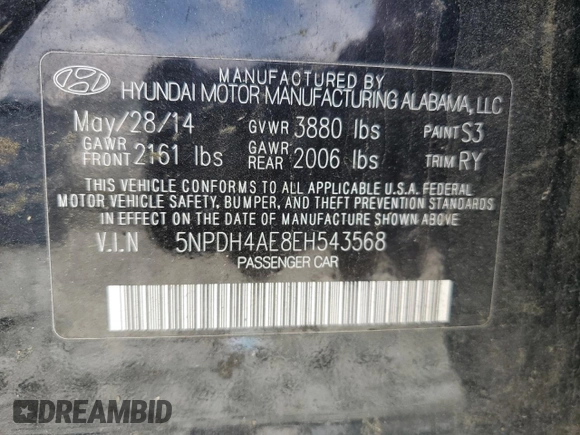 MANUFACTURED BY
HYUNDAI MOTOR MANUFACTURING ALABAMA, LLC
May/28/14 GVWR 3880 lbs PAINT S3
GAWR FRONT 2161 lbs GAWR REAR 2006 lbs TRIM RY
THIS VEHICLE CONFORMS TO ALL APPLICABLE U.S.A. FEDERAL
MOTOR VEHICLE SAFETY, BUMPER, AND THEFT PREVENTION STANDARDS
IN EFFECT ON THE DATE OF MANUFACTURE SHOWN ABOVE.
V.I.N 5NPDH4AE8EH543568
PASSENGER CAR
DREAMBID